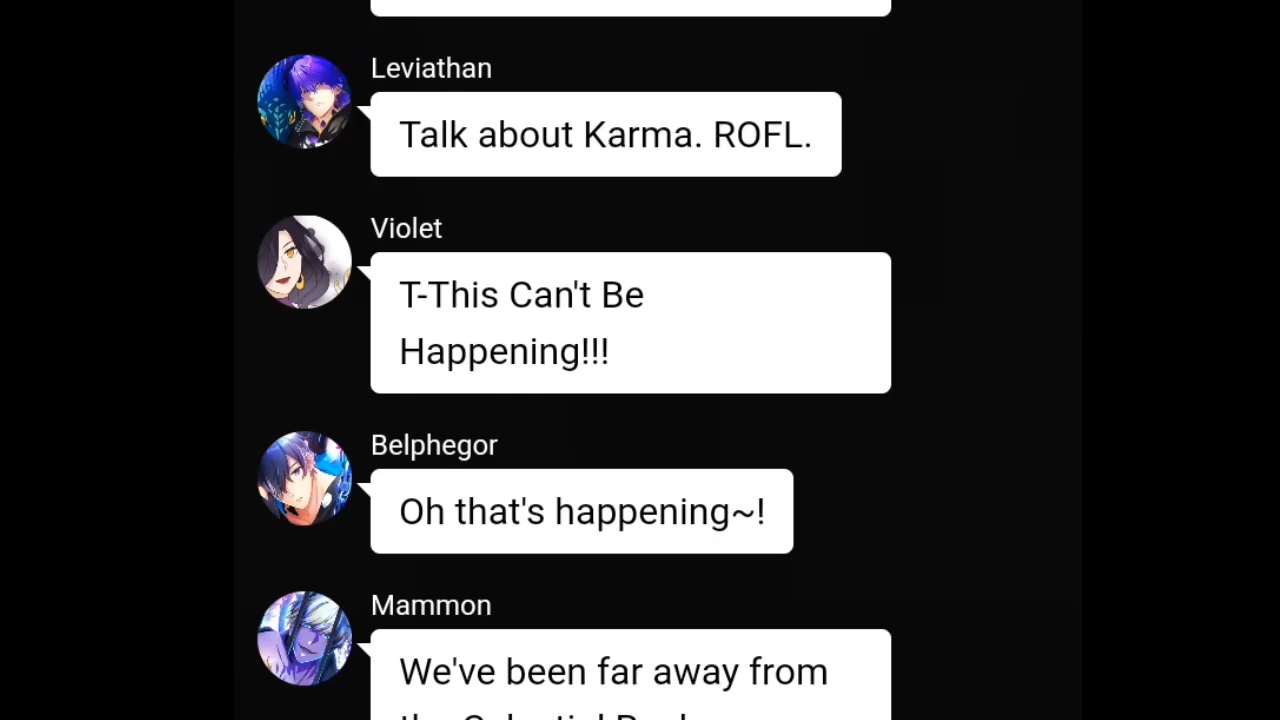 Leviathan
Talk about Karma. ROFL.
Violet
T-This Can't Be
Happening!!!
Belphegor
Oh that's happening~!
Mammon
We've been far away from